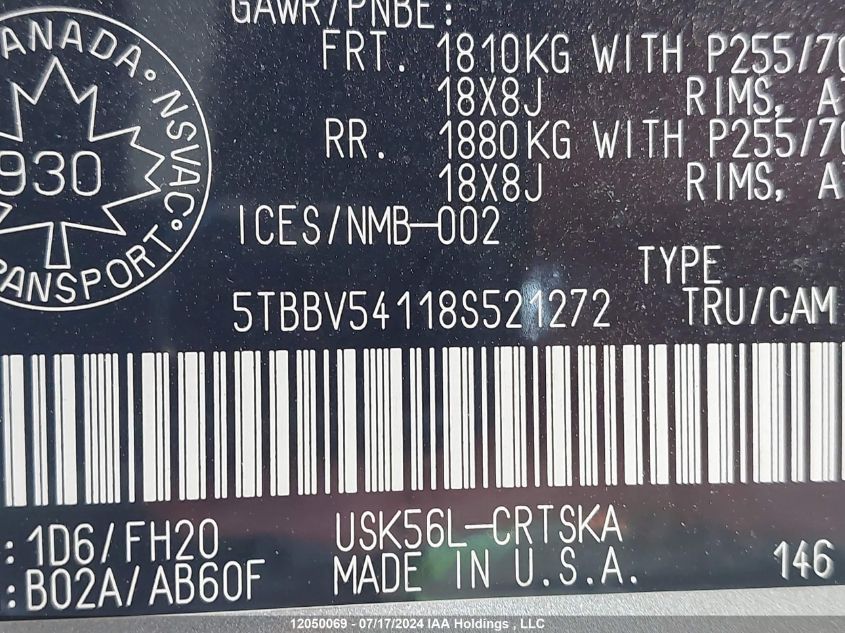 GAWR/PNBE:
FRT. 1810KG WITH P255/70
18X8J RIMS, AT
RR. 1880KG WITH P255/70
18X8J RIMS, AT
CANADA · NSVAC · TRANSPORT
930
ICES/NMB-002
TYPE
5TBBV54118S521272 TRU/CAM
: 1D6/FH20 USK56L-CRTSKA
: B02A/AB60F MADE IN U.S.A. 146
12050069 - 07/17/2024 IAA Holdings , LLC